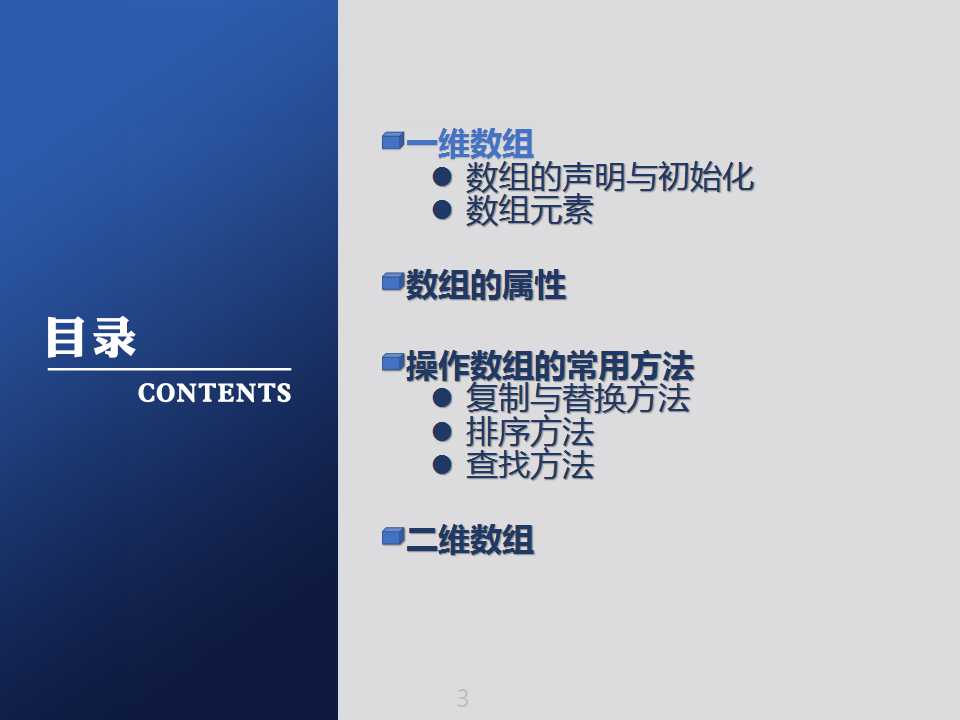 目录
CONTENTS
一维数组
数组的声明与初始化
数组元素
数组的属性
操作数组的常用方法
复制与替换方法
排序方法
查找方法
二维数组
3